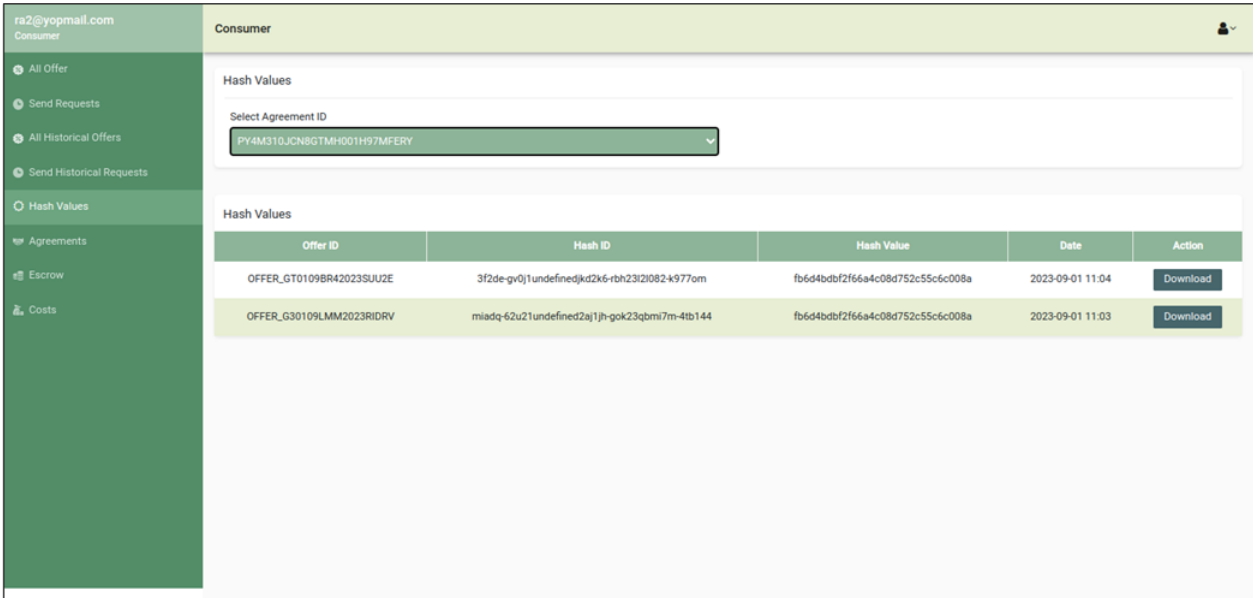 ra2@yopmail.com
Consumer
All Offer
Send Requests
All Historical Offers
Send Historical Requests
Hash Values
Agreements
Escrow
Costs
Consumer
Hash Values
Select Agreement ID
PY4M310JCN8GTMH001H97MFERY
Hash Values
Offer ID Hash ID Hash Value Date Action
OFFER_GT0109BR42023SUU2E 3f2de-gv0j1undefinedjkd2k6-rbh23l2l082-k977om fb6d4bdbf2f66a4c08d752c55c6c008a 2023-09-01 11:04 Download
OFFER_G30109LMM2023RIDRV miadq-62u21undefined2aj1jh-gok23qbmi7m-4tb144 fb6d4bdbf2f66a4c08d752c55c6c008a 2023-09-01 11:03 Download